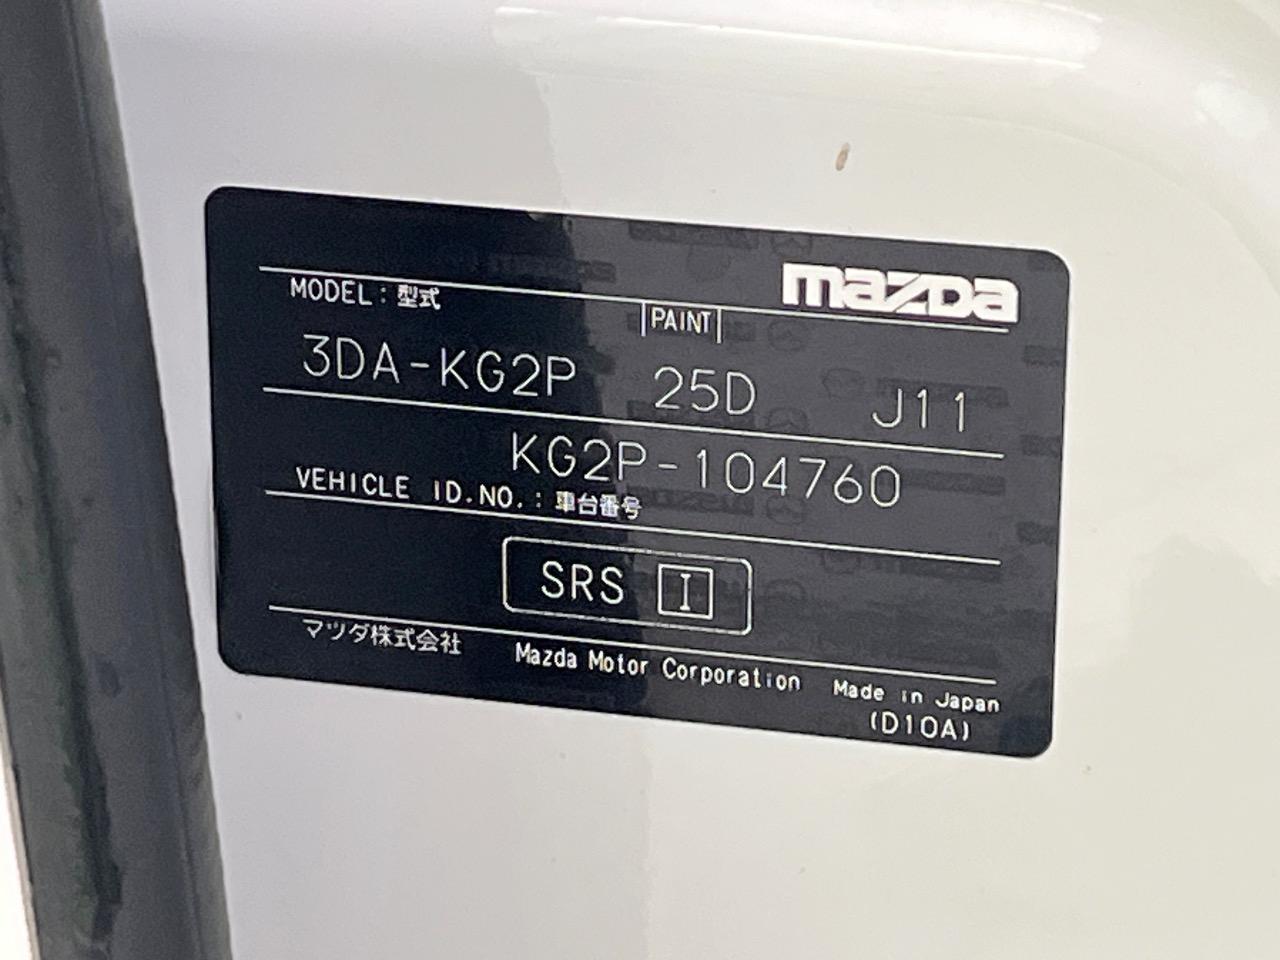 mazda
MODEL:型式 PAINT
3DA-KG2P 25D J11
KG2P-104760
VEHICLE ID.NO.:車台番号
SRS I
マツダ株式会社 Mazda Motor Corporation Made in Japan
(D10A)